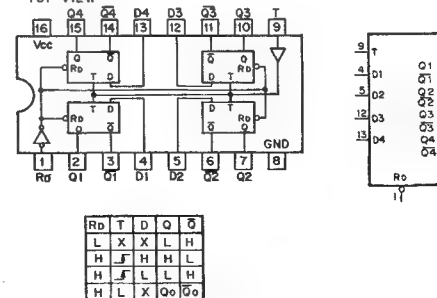 TOP VIEW
Q4 Q̅4̅ D4 D3 Q̅3̅ Q3 T
16 15 14 13 12 11 10 9
Vcc
Q Q̅ Q̅ Q
RD T D D T RD
T D D T
RD Q Q̅ Q̅ Q RD
GND
1 2 3 4 5 6 7 8
RD Q1 Q̅1̅ D1 D2 Q̅2̅ Q2
9 T
4 D1
5 D2
12 D3
13 D4
Q1
Q̅1̅
Q2
Q̅2̅
Q3
Q̅3̅
Q4
Q̅4̅
RD
1
RD T D Q Q̅
L X X L H
H H H L
H L L H
H L X Qo Q̅o